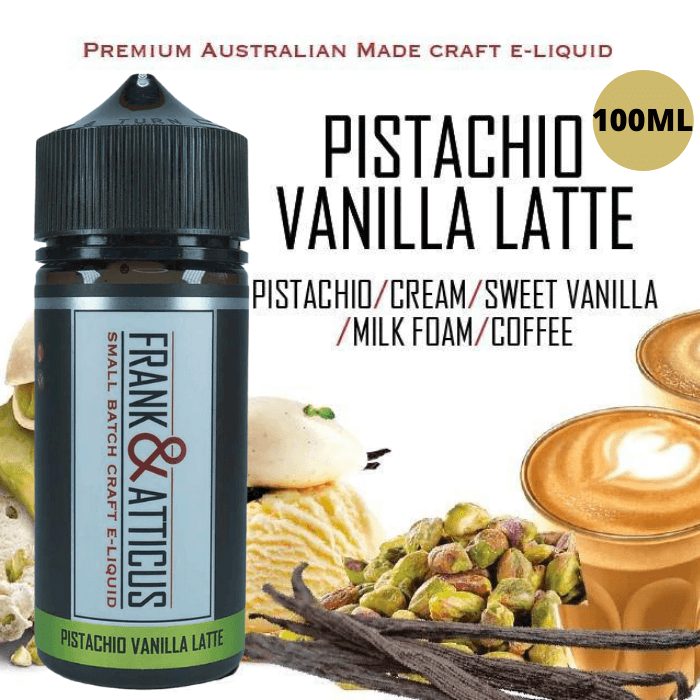 PREMIUM AUSTRALIAN MADE CRAFT E-LIQUID
100ML
PISTACHIO
VANILLA LATTE
PISTACHIO/CREAM/SWEET VANILLA
/MILK FOAM/COFFEE
TURN
FRANK & ATTICUS
SMALL BATCH CRAFT E-LIQUID
PISTACHIO VANILLA LATTE